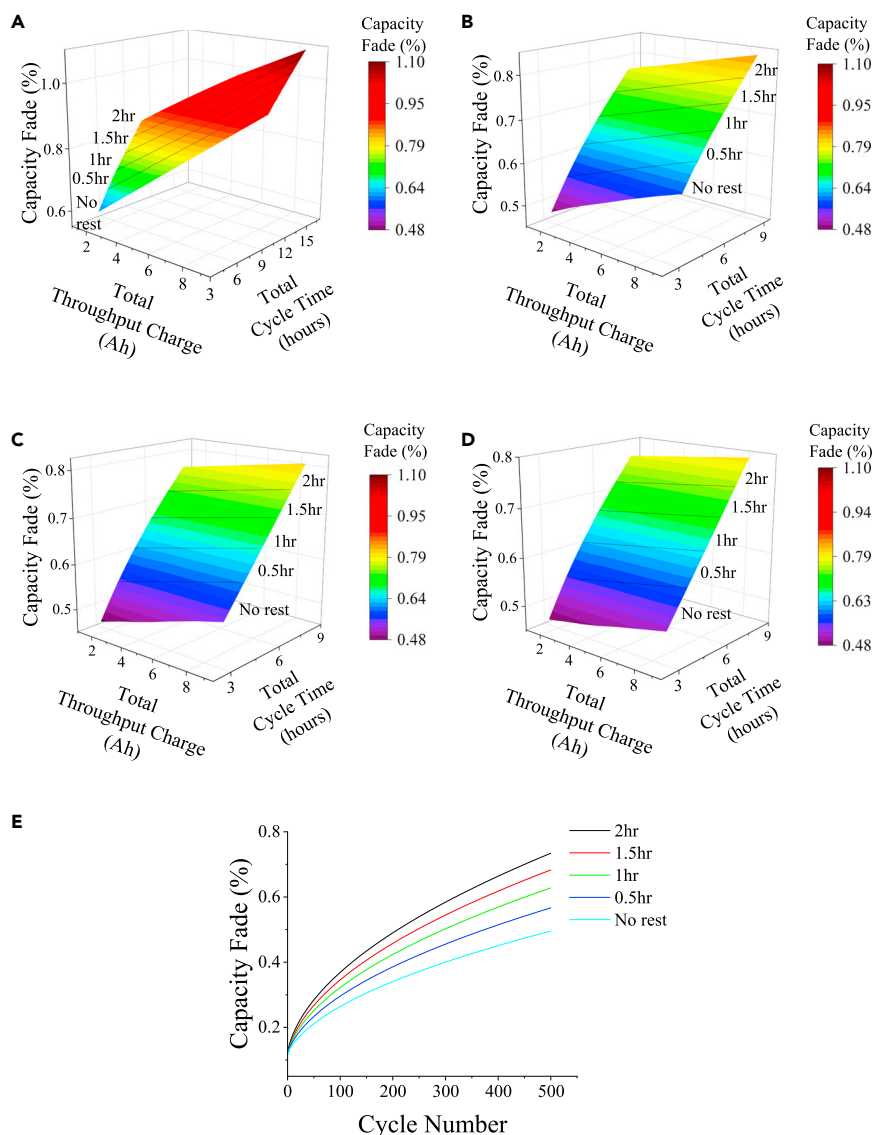 A
Capacity
Fade (%)
1.10
0.95
0.79
0.64
0.48
Capacity Fade (%)
1.0
0.8
0.6
2hr
1.5hr
1hr
0.5hr
No
rest
2
4
6
8
3
6
9
12
15
Total
Throughput Charge
(Ah)
Total
Cycle Time
(hours)
B
Capacity
Fade (%)
1.10
0.95
0.79
0.64
0.48
Capacity Fade (%)
0.8
0.7
0.6
0.5
2hr
1.5hr
1hr
0.5hr
No rest
2
4
6
8
3
6
9
Total
Throughput Charge
(Ah)
Total
Cycle Time
(hours)
C
Capacity
Fade (%)
1.10
0.95
0.79
0.64
0.48
Capacity Fade (%)
0.8
0.7
0.6
0.5
2hr
1.5hr
1hr
0.5hr
No rest
2
4
6
8
3
6
9
Total
Throughput Charge
(Ah)
Total
Cycle Time
(hours)
D
Capacity
Fade (%)
1.10
0.94
0.79
0.63
0.48
Capacity Fade (%)
0.8
0.7
0.6
0.5
2hr
1.5hr
1hr
0.5hr
No rest
2
4
6
8
3
6
9
Total
Throughput Charge
(Ah)
Total
Cycle Time
(hours)
E
Capacity Fade (%)
0.8
0.6
0.4
0.2
2hr
1.5hr
1hr
0.5hr
No rest
0
100
200
300
400
500
Cycle Number